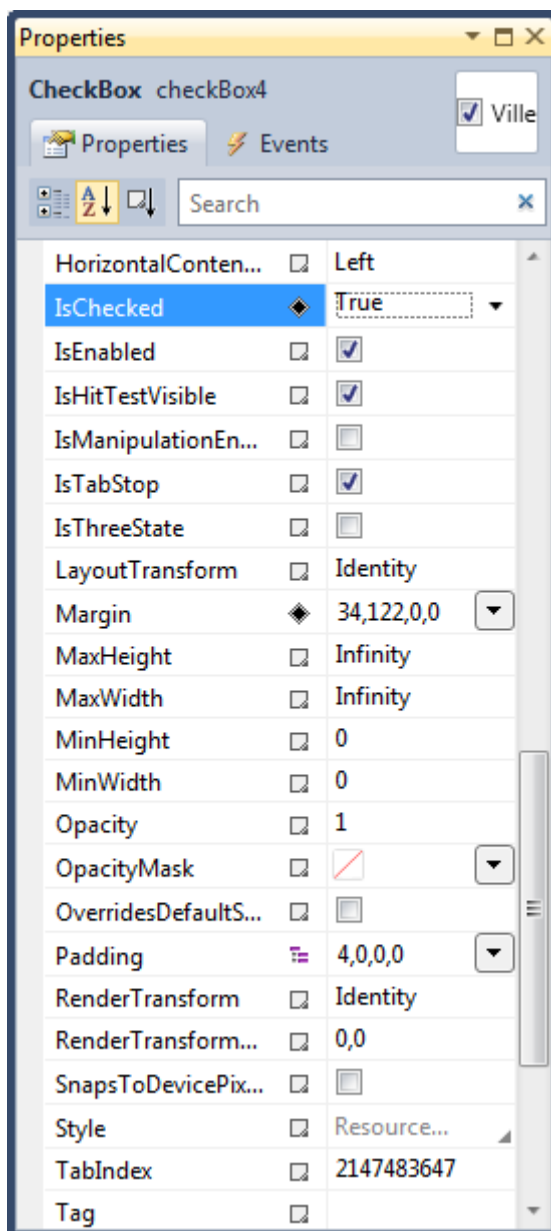 Properties
CheckBox checkBox4
Ville
Properties Events
Search
HorizontalConten... Left
IsChecked True
IsEnabled
IsHitTestVisible
IsManipulationEn...
IsTabStop
IsThreeState
LayoutTransform Identity
Margin 34,122,0,0
MaxHeight Infinity
MaxWidth Infinity
MinHeight 0
MinWidth 0
Opacity 1
OpacityMask
OverridesDefaultS...
Padding 4,0,0,0
RenderTransform Identity
RenderTransform... 0,0
SnapsToDevicePix...
Style Resource...
TabIndex 2147483647
Tag